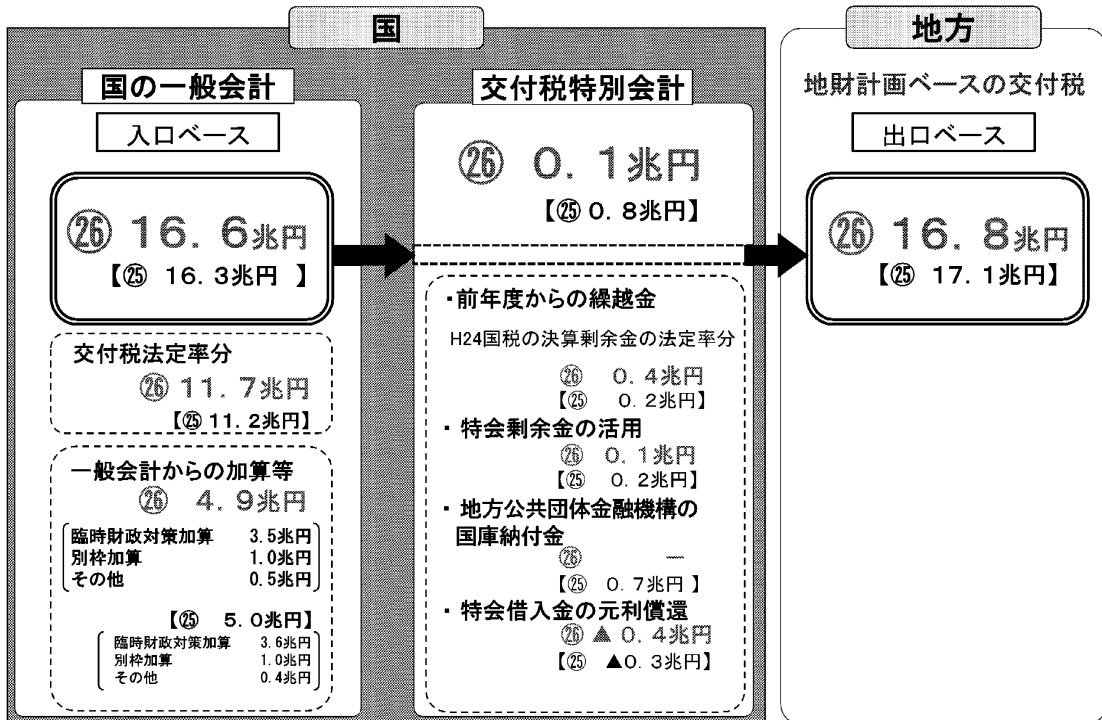 国
国の一般会計
入口ベース
㉖ 16．6兆円
【㉕ 16．3兆円 】
交付税法定率分
㉖ 11．7兆円
【㉕ 11．2兆円】
一般会計からの加算等
㉖ 4．9兆円
臨時財政対策加算 3.5兆円
別枠加算 1.0兆円
その他 0.5兆円
【㉕ 5．0兆円】
臨時財政対策加算 3.6兆円
別枠加算 1.0兆円
その他 0.4兆円
交付税特別会計
㉖ 0．1兆円
【㉕ 0．8兆円】
・前年度からの繰越金
H24国税の決算剰余金の法定率分
㉖ 0．4兆円
【㉕ 0．2兆円】
・特会剰余金の活用
㉖ 0．1兆円
【㉕ 0．2兆円】
・地方公共団体金融機構の
国庫納付金
㉖ －
【㉕ 0．7兆円 】
・特会借入金の元利償還
㉖ ▲ 0．4兆円
【㉕ ▲0．3兆円】
地方
地財計画ベースの交付税
出口ベース
㉖ 16．8兆円
【㉕ 17．1兆円】